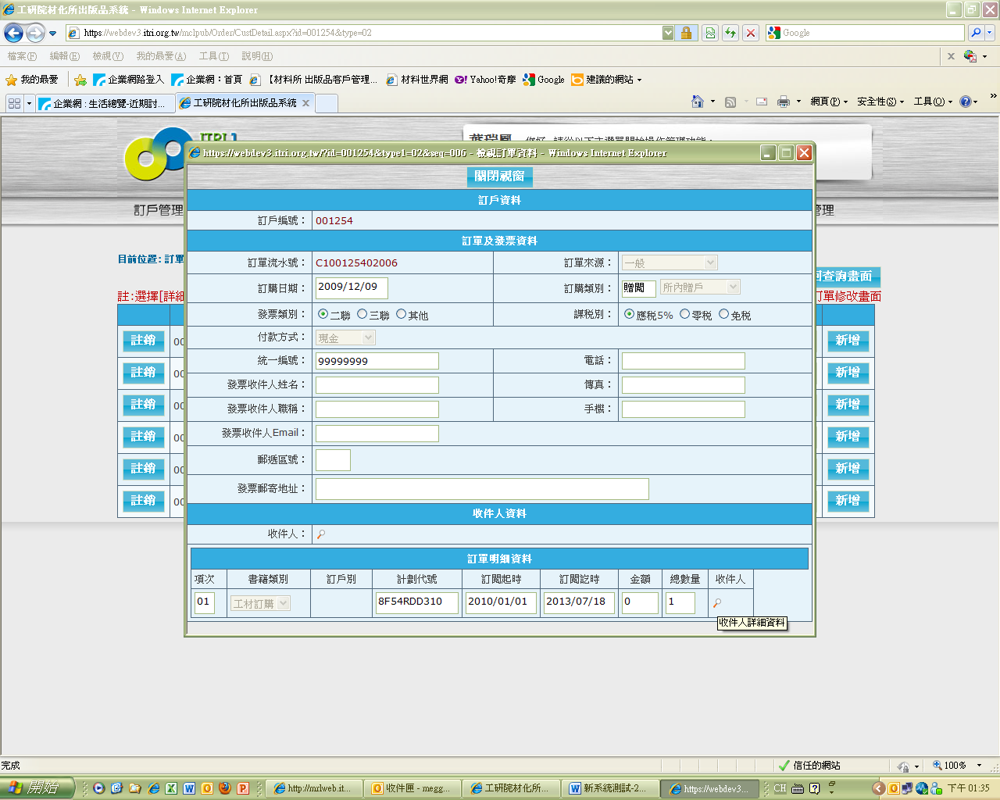 工研院材化所出版品系統 - Windows Internet Explorer
https://webdev3.itri.org.tw/mclpub/Order/CustDetail.aspx?id=001254&type=02
Google
檔案(F) 編輯(E) 檢視(V) 我的最愛(A) 工具(T) 說明(H)
我的最愛 企業網路登入 企業網：首頁 【材料所 出版品客戶管理... 材料世界網 Yahoo!奇摩 Google 建議的網站
企業網 : 生活總覽-近期討... 工研院材化所出版品系統 網頁(P) 安全性(S) 工具(O)
https://webdev3.itri.org.tw/?id=001254&type1=02&seq=006 - 檢視訂單資料 - Windows Internet Explorer
關閉視窗
訂戶管理
管理
訂戶資料
訂戶編號： 001254
訂單及發票資料
目前位置: 訂單
訂單流水號： C100125402006 訂單來源： 一般
回查詢畫面
訂購日期： 2009/12/09 訂購類別： 贈閱 所內贈戶
註:選擇[詳細
訂單修改畫面
發票類別： 二聯 三聯 其他 課稅別： 應稅5% 零稅 免稅
付款方式： 現金
統一編號： 99999999 電話：
發票收件人姓名： 傳真：
發票收件人職稱： 手機：
發票收件人Email：
郵遞區號：
發票郵寄地址：
註銷 00 新增
註銷 00 新增
註銷 00 新增
註銷 00 新增
註銷 00 新增
註銷 00 新增
收件人資料
收件人：
訂單明細資料
項次 書籍類別 訂戶別 計劃代號 訂閱起時 訂閱訖時 金額 總數量 收件人
01 工材訂購 8F54RDD310 2010/01/01 2013/07/18 0 1
收件人詳細資料
完成 信任的網站 100%
開始 http://mrlweb.it... 收件匣 - megg... 工研院材化所... 新系統測試-2... https://webdev3... CH 下午 01:35